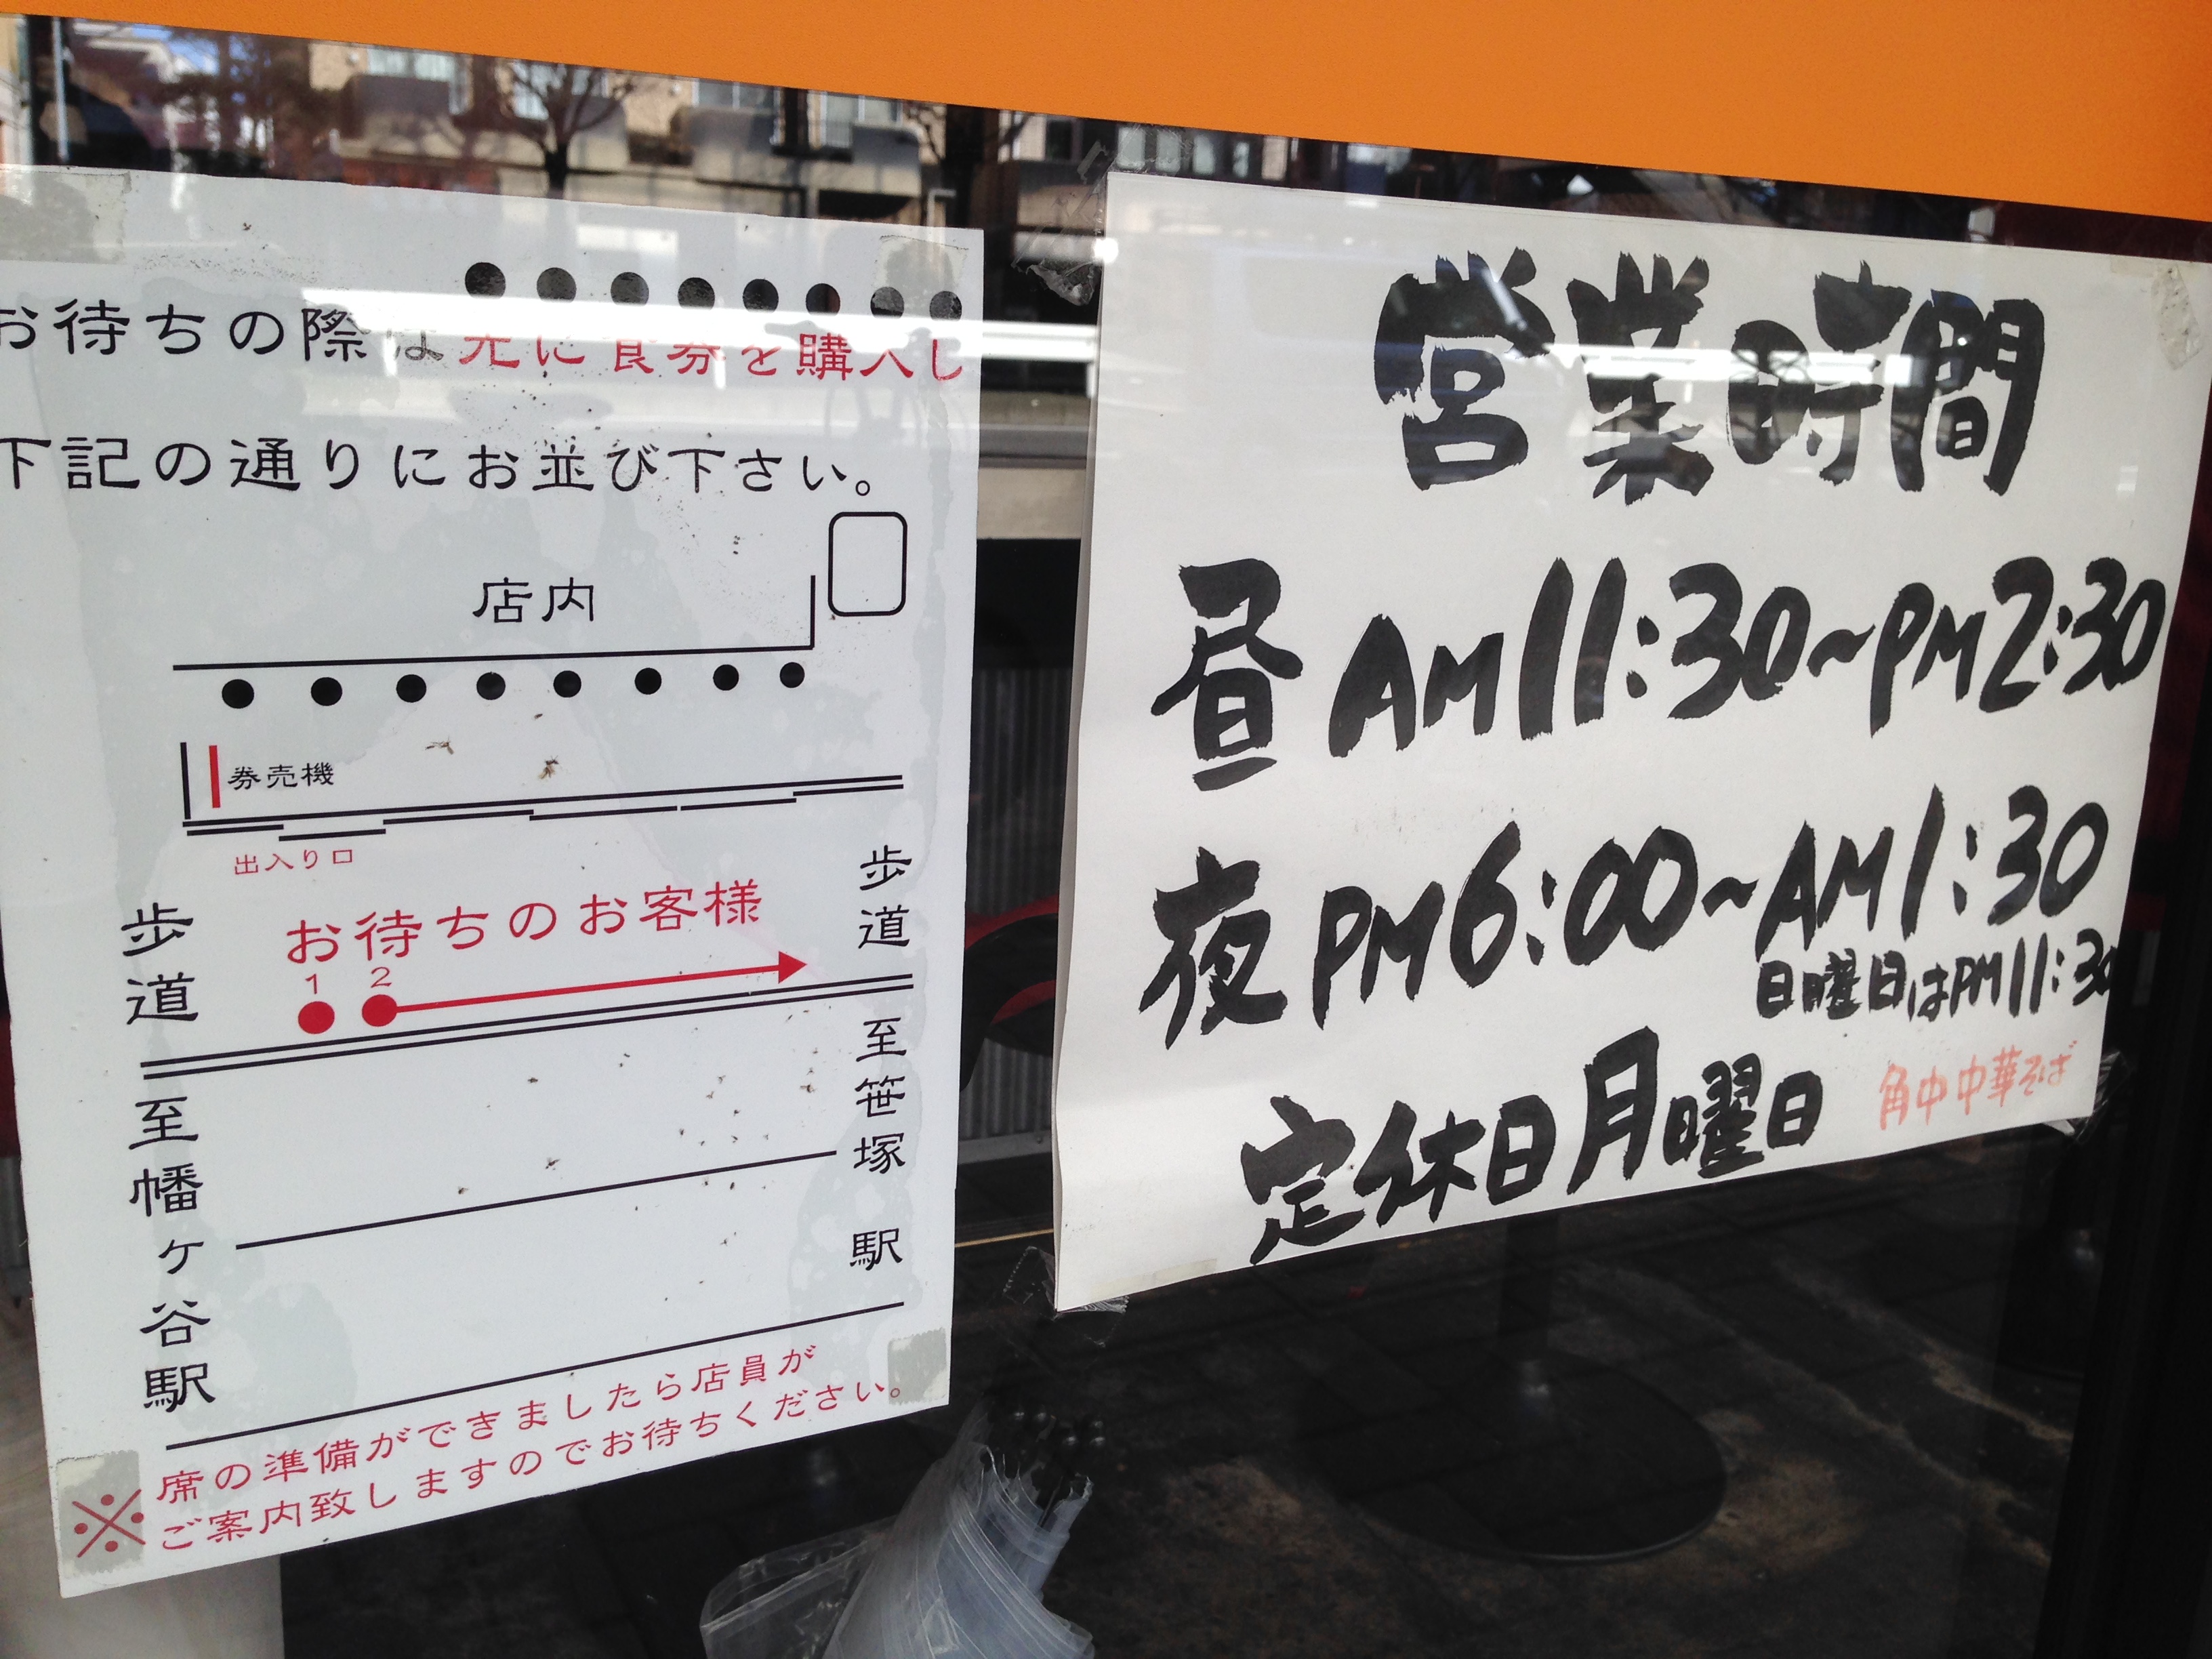 お待ちの際は先に食券を購入し
下記の通りにお並び下さい。
店内
券売機
出入り口
歩道
お待ちのお客様
1 2
歩道
至幡ヶ谷駅
至笹塚駅
※席の準備ができましたら店員が
ご案内致しますのでお待ちください。
営業時間
昼 AM11:30~PM2:30
夜 PM6:00~AM1:30
日曜日はPM11:30
定休日月曜日
角中中華そば